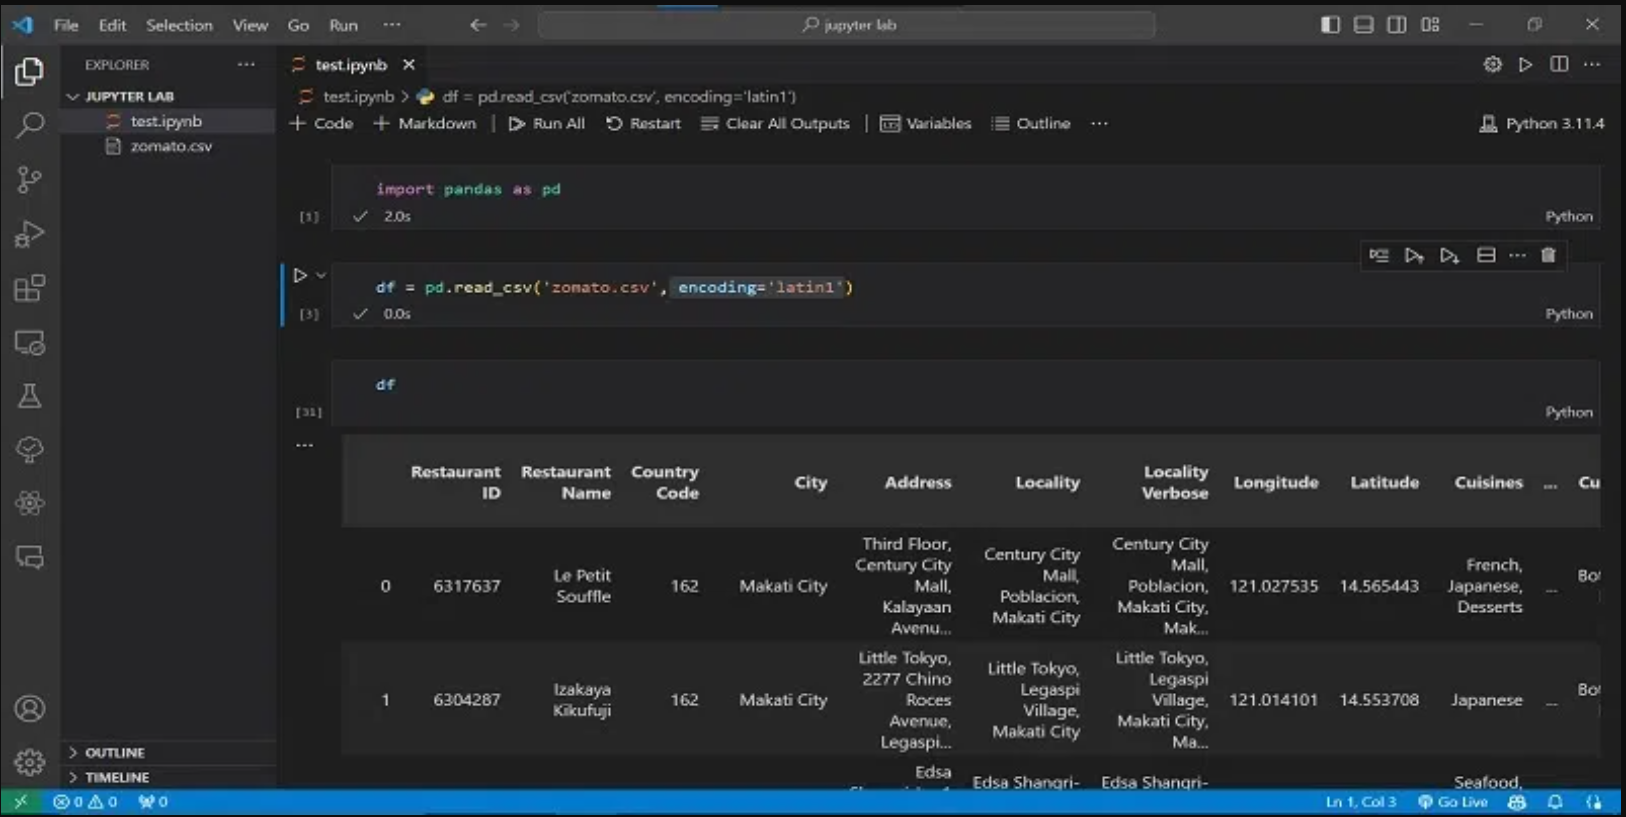 File Edit Selection View Go Run ... jupyter lab
EXPLORER ...
JUPYTER LAB
test.ipynb
zomato.csv
OUTLINE
TIMELINE
test.ipynb
test.ipynb > df = pd.read_csv('zomato.csv', encoding='latin1')
+ Code + Markdown | Run All Restart Clear All Outputs | Variables Outline ... Python 3.11.4
import pandas as pd
[1] 2.0s Python
df = pd.read_csv('zomato.csv', encoding='latin1')
[3] 0.0s Python
df
[31] Python
...
Restaurant Restaurant Country Locality
ID Name Code City Address Locality Verbose Longitude Latitude Cuisines ... Cu
Third Floor, Century City
Century City Century City Mall, French,
0 6317637 Le Petit 162 Makati City Mall, Mall, Poblacion, 121.027535 14.565443 Japanese, ... Bo
Souffle Kalayaan Poblacion, Makati City, Desserts
Avenu... Makati City Mak...
Little Tokyo, Little Tokyo,
2277 Chino Little Tokyo, Legaspi
1 6304287 Izakaya 162 Makati City Roces Legaspi Village, 121.014101 14.553708 Japanese ... Bo
Kikufuji Avenue, Village, Makati City,
Legaspi... Makati City Ma...
Edsa Edsa Shangri- Edsa Shangri- Seafood,
0 0 0 Ln 1, Col 3 Go Live